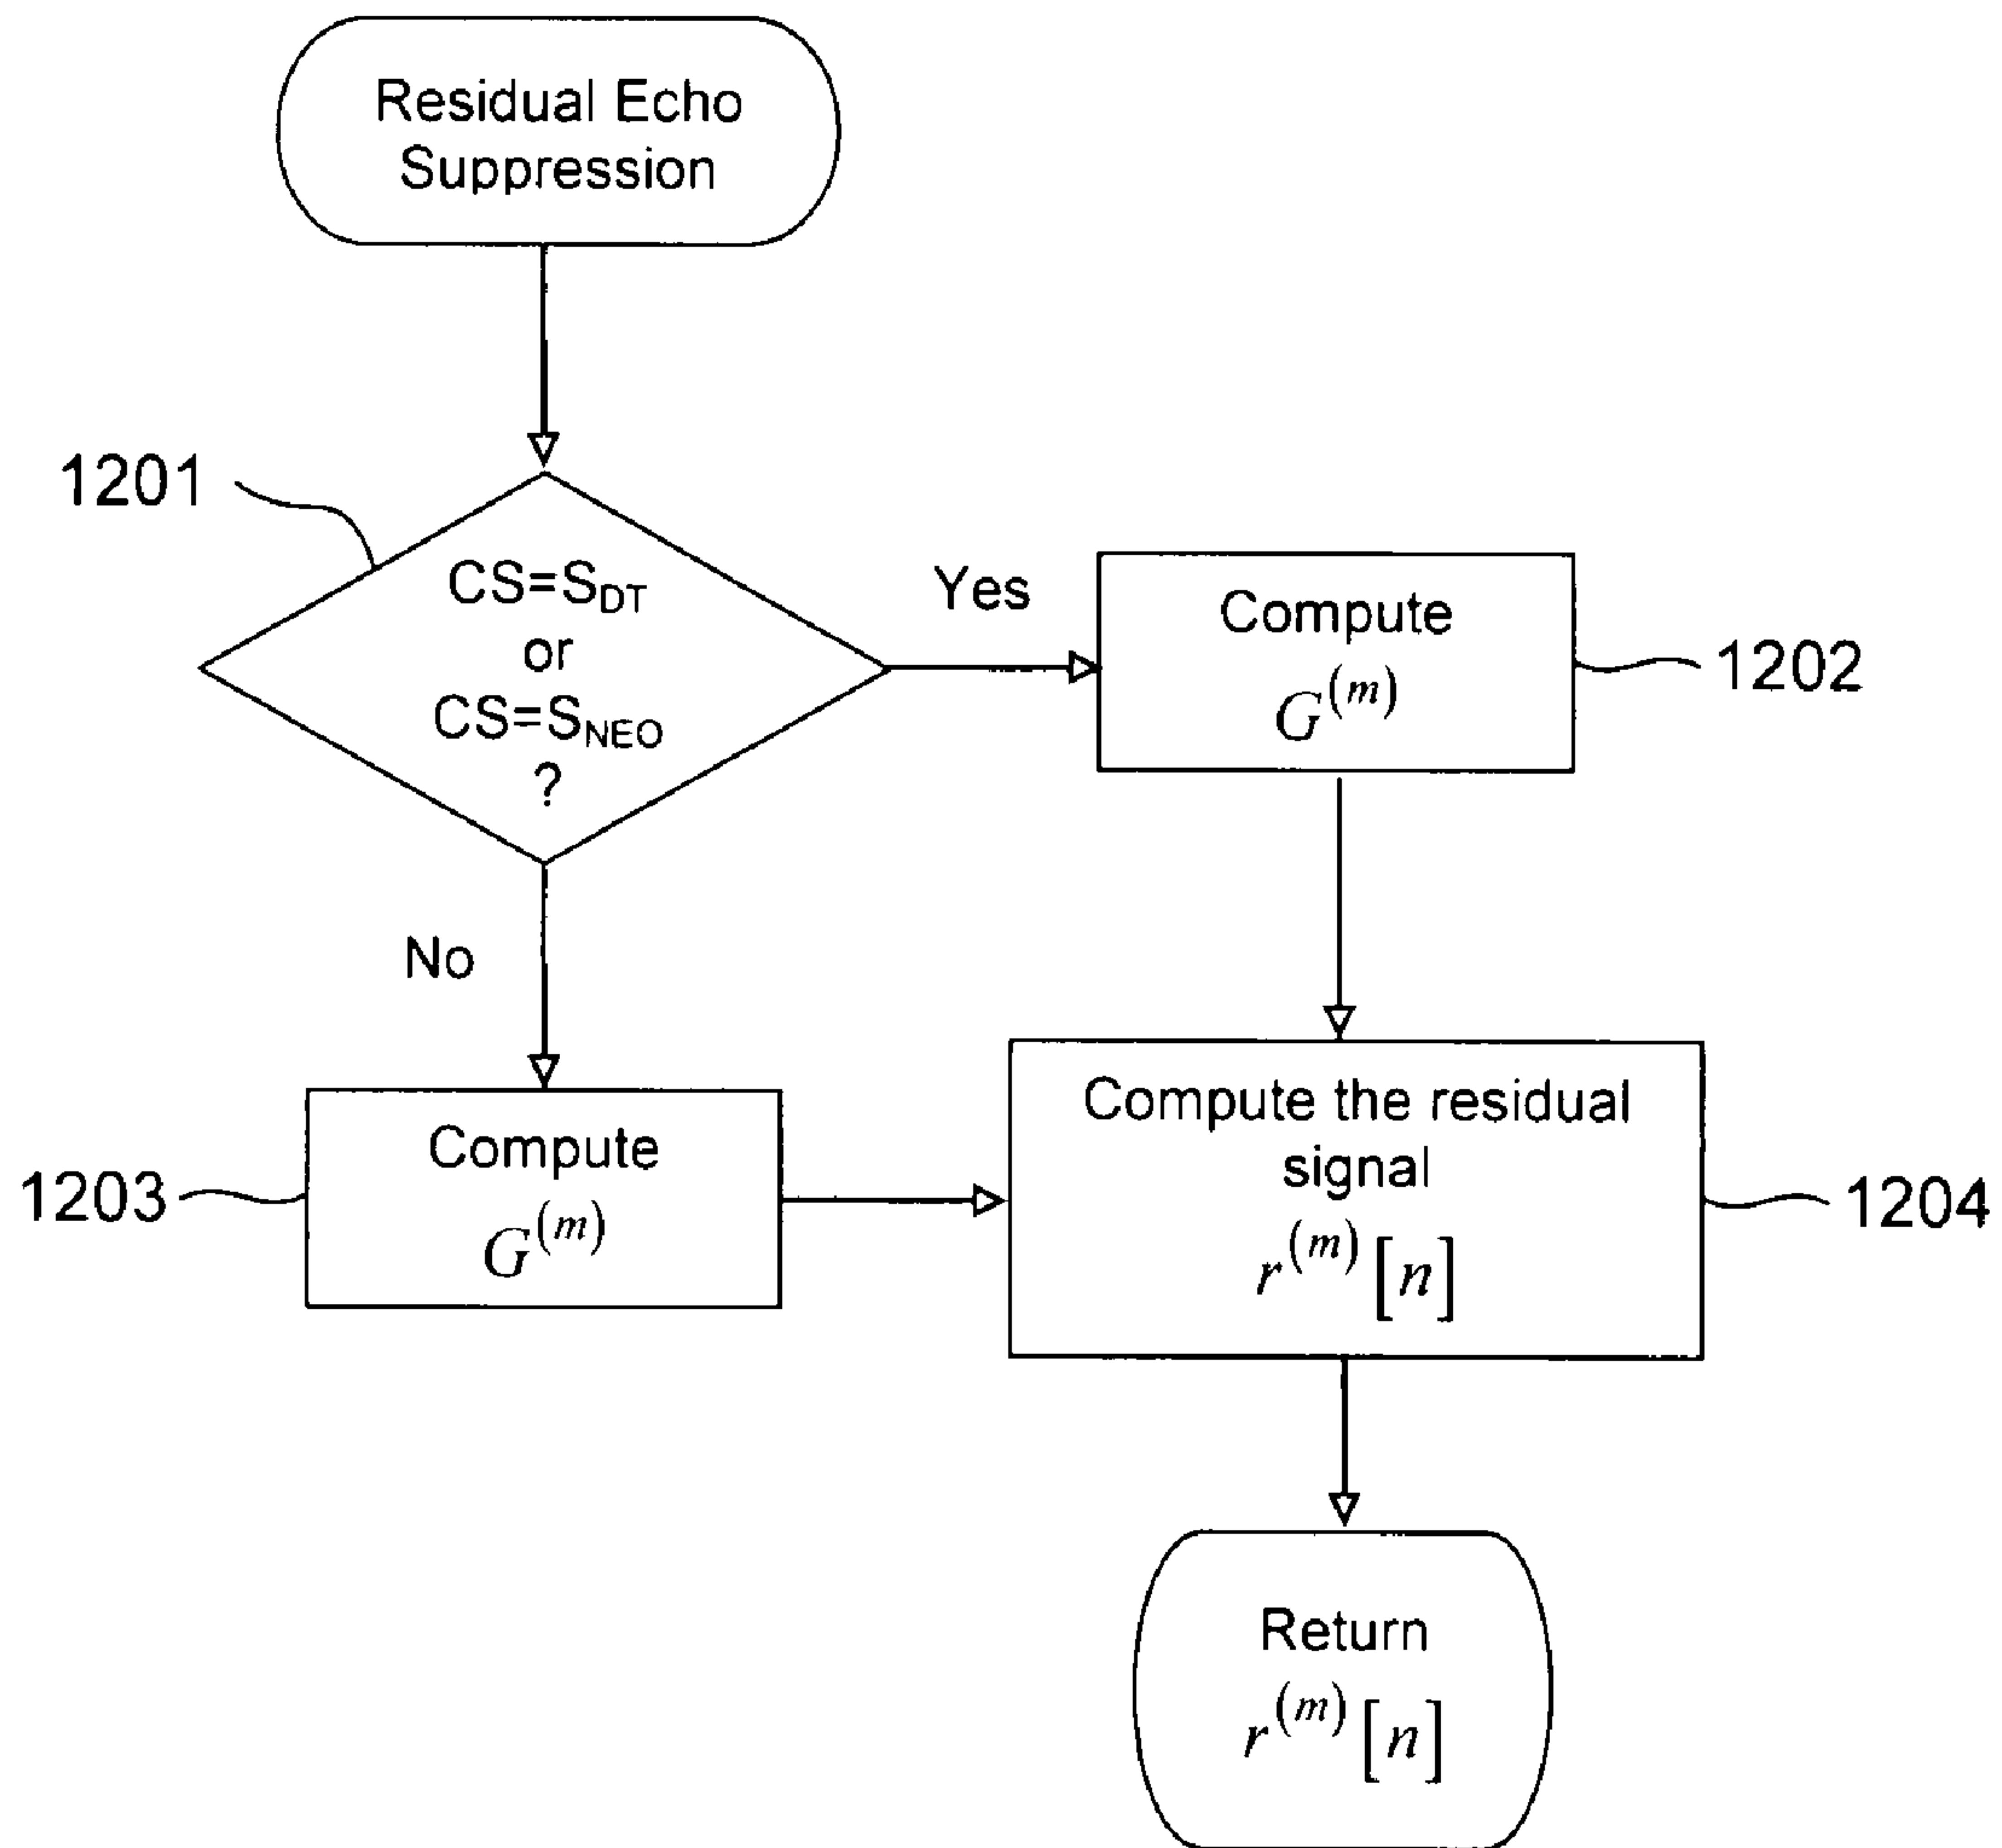 Residual Echo
Suppression
1201
CS=S_DT
or
CS=S_NEO
?
Yes
Compute
G^(m)
1202
No
Compute
G^(m)
1203
Compute the residual
signal
r^(m)[n]
1204
Return
r^(m)[n]